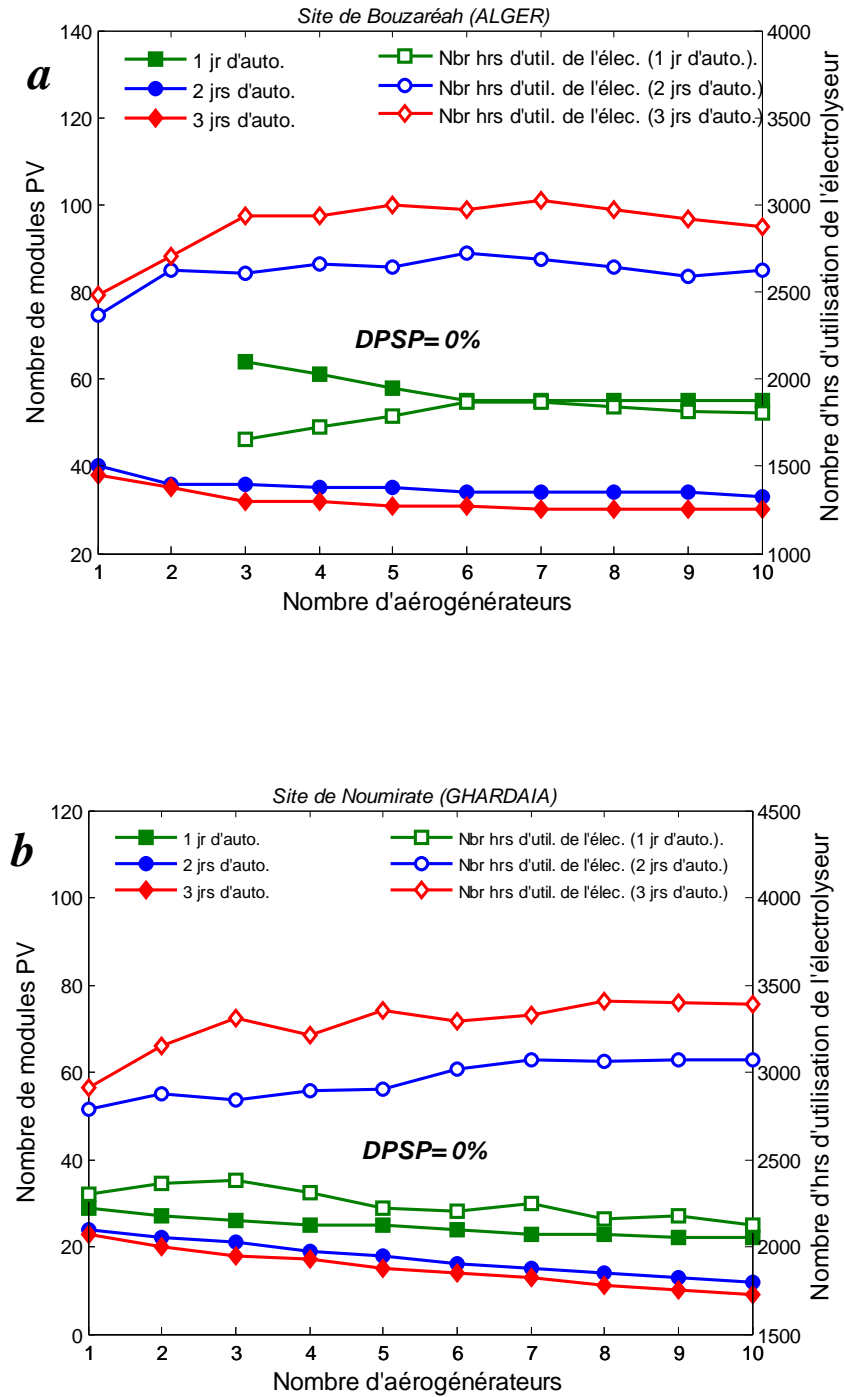 Site de Bouzaréah (ALGER)
a
140
120
100
80
60
40
20
4000
3500
3000
2500
2000
1500
1000
1 jr d'auto.
2 jrs d'auto.
3 jrs d'auto.
Nbr hrs d'util. de l'élec. (1 jr d'auto.).
Nbr hrs d'util. de l'élec. (2 jrs d'auto.)
Nbr hrs d'util. de l'élec. (3 jrs d'auto.)
DPSP= 0%
Nombre de modules PV
Nombre d'hrs d'utilisation de l'électrolyseur
1 2 3 4 5 6 7 8 9 10
Nombre d'aérogénérateurs
Site de Noumirate (GHARDAIA)
b
120
100
80
60
40
20
0
4500
4000
3500
3000
2500
2000
1500
1 jr d'auto.
2 jrs d'auto.
3 jrs d'auto.
Nbr hrs d'util. de l'élec. (1 jr d'auto.).
Nbr hrs d'util. de l'élec. (2 jrs d'auto.)
Nbr hrs d'util. de l'élec. (3 jrs d'auto.)
DPSP= 0%
Nombre de modules PV
Nombre d'hrs d'utilisation de l'électrolyseur
1 2 3 4 5 6 7 8 9 10
Nombre d'aérogénérateurs